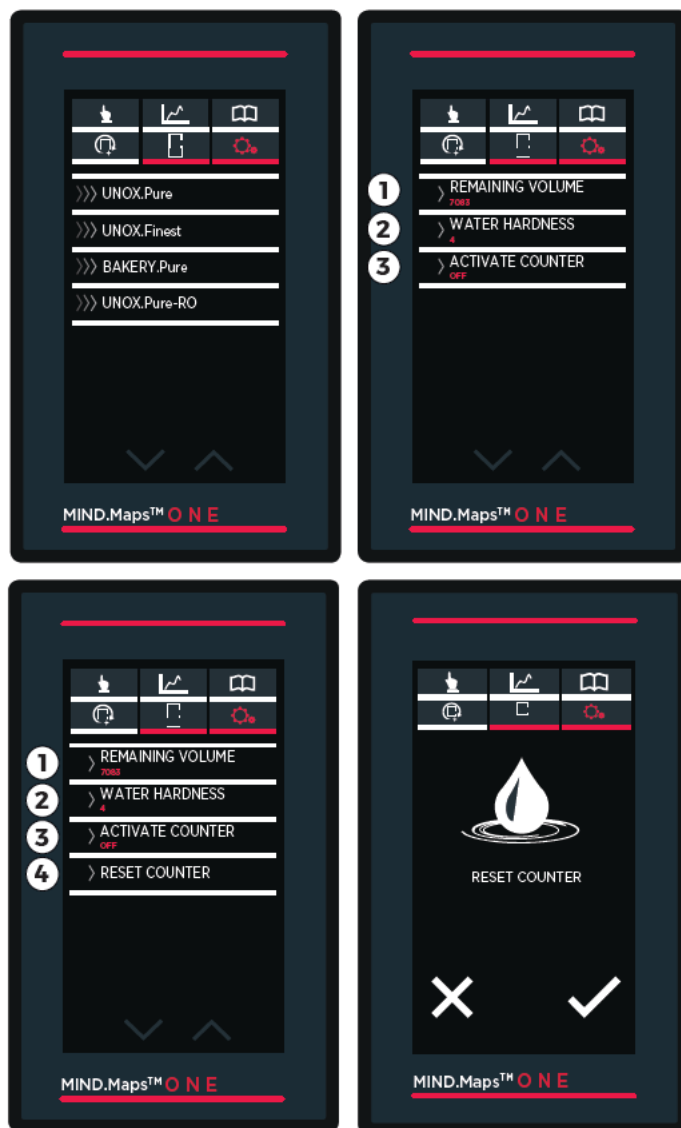 >>> UNOX.Pure
>>> UNOX.Finest
>>> BAKERY.Pure
>>> UNOX.Pure-RO
MIND.Maps™ ONE
1 > REMAINING VOLUME
7083
2 > WATER HARDNESS
4
3 > ACTIVATE COUNTER
OFF
MIND.Maps™ ONE
1 > REMAINING VOLUME
7083
2 > WATER HARDNESS
4
3 > ACTIVATE COUNTER
OFF
4 > RESET COUNTER
MIND.Maps™ ONE
RESET COUNTER
MIND.Maps™ ONE